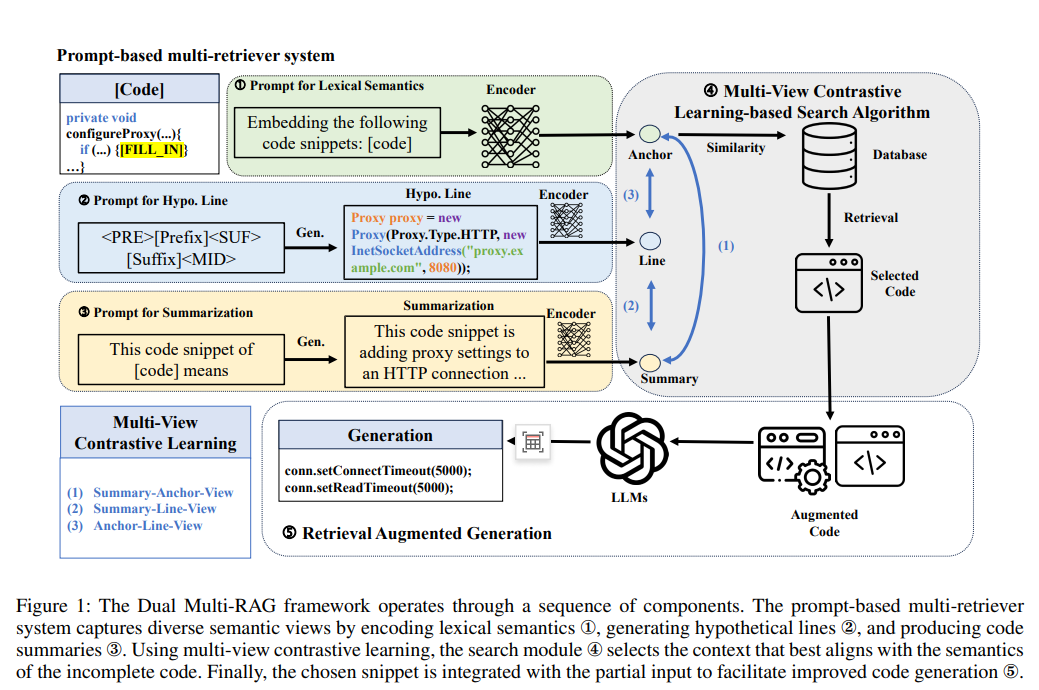 Prompt-based multi-retriever system
[Code]
private void
configureProxy(...){
if (...) {[FILL_IN]}
...}
① Prompt for Lexical Semantics
Embedding the following
code snippets: [code]
Encoder
② Prompt for Hypo. Line
<PRE>[Prefix]<SUF>
[Suffix]<MID>
Gen.
Hypo. Line
Proxy proxy = new
Proxy(Proxy.Type.HTTP, new
InetSocketAddress("proxy.ex
ample.com", 8080));
Encoder
③ Prompt for Summarization
This code snippet of
[code] means
Gen.
Summarization
This code snippet is
adding proxy settings to
an HTTP connection ...
Encoder
④ Multi-View Contrastive
Learning-based Search Algorithm
Anchor
Similarity
Database
(3)
Line
(1)
(2)
Summary
Retrieval
Selected
Code
Multi-View
Contrastive Learning
(1) Summary-Anchor-View
(2) Summary-Line-View
(3) Anchor-Line-View
Generation
conn.setConnectTimeout(5000);
conn.setReadTimeout(5000);
LLMs
Augmented
Code
⑤ Retrieval Augmented Generation
Figure 1: The Dual Multi-RAG framework operates through a sequence of components. The prompt-based multi-retriever
system captures diverse semantic views by encoding lexical semantics ①, generating hypothetical lines ②, and producing code
summaries ③. Using multi-view contrastive learning, the search module ④ selects the context that best aligns with the semantics
of the incomplete code. Finally, the chosen snippet is integrated with the partial input to facilitate improved code generation ⑤.